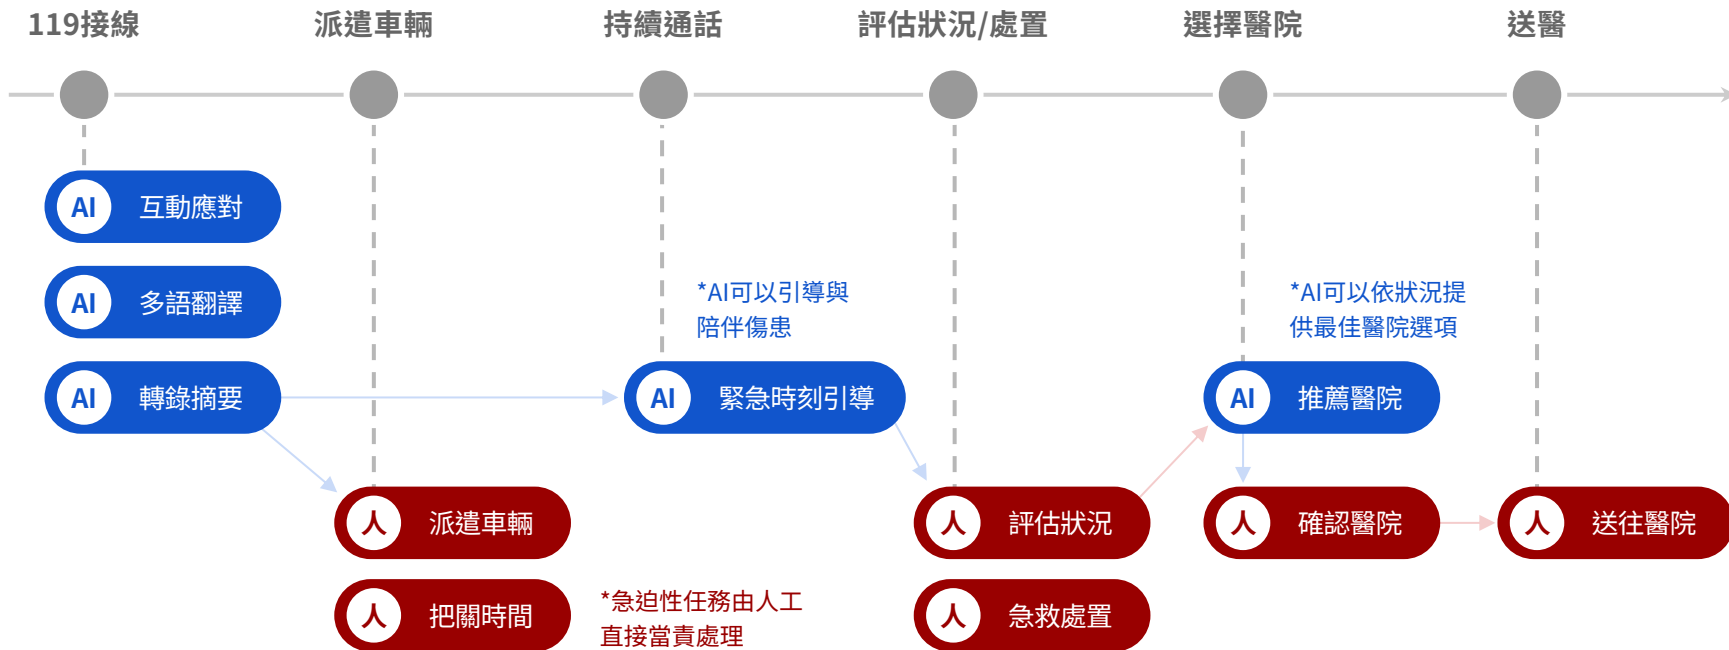 119接線
派遣車輛
持續通話
評估狀況/處置
選擇醫院
送醫
AI 互動應對
AI 多語翻譯
*AI可以引導與
陪伴傷患
*AI可以依狀況提
供最佳醫院選項
AI 轉錄摘要
AI 緊急時刻引導
AI 推薦醫院
人 派遣車輛
人 評估狀況
人 確認醫院
人 送往醫院
人 把關時間
*急迫性任務由人工
直接當責處理
人 急救處置